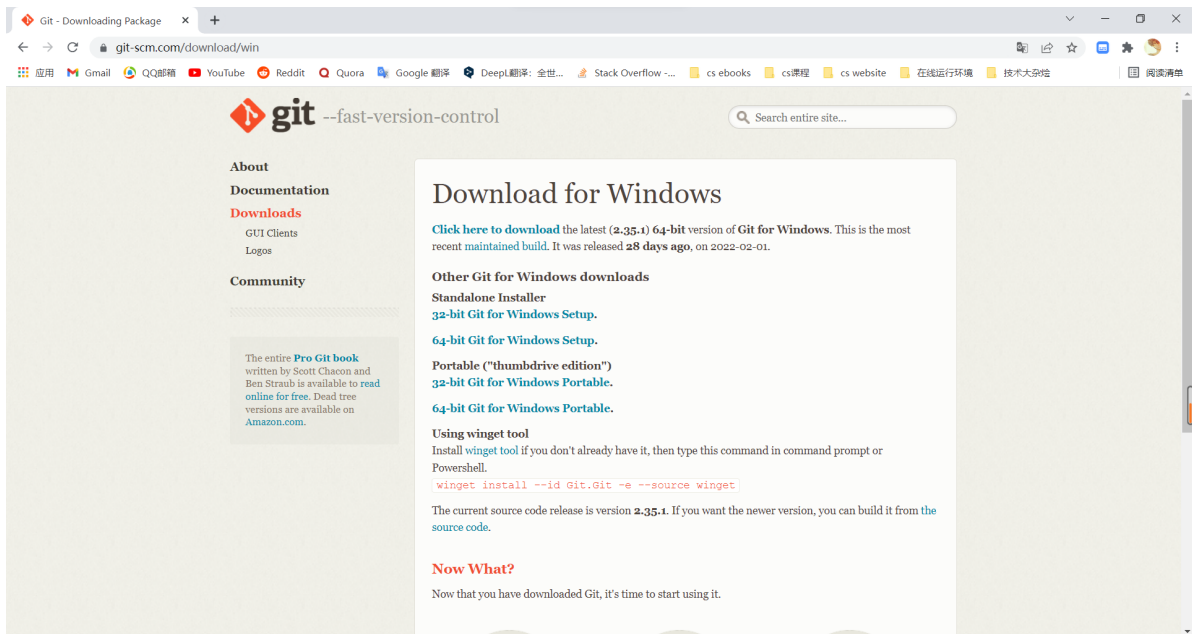 Git - Downloading Package
git-scm.com/download/win
应用 Gmail QQ邮箱 YouTube Reddit Quora Google 翻译 DeepL翻译：全世... Stack Overflow -... cs ebooks cs课程 cs website 在线运行环境 技术大杂烩 阅读清单
git --fast-version-control
Search entire site...
About
Documentation
Downloads
GUI Clients
Logos
Community
The entire Pro Git book
written by Scott Chacon and
Ben Straub is available to read
online for free. Dead tree
versions are available on
Amazon.com.
Download for Windows
Click here to download the latest (2.35.1) 64-bit version of Git for Windows. This is the most
recent maintained build. It was released 28 days ago, on 2022-02-01.
Other Git for Windows downloads
Standalone Installer
32-bit Git for Windows Setup.
64-bit Git for Windows Setup.
Portable ("thumbdrive edition")
32-bit Git for Windows Portable.
64-bit Git for Windows Portable.
Using winget tool
Install winget tool if you don't already have it, then type this command in command prompt or
Powershell.
winget install --id Git.Git -e --source winget
The current source code release is version 2.35.1. If you want the newer version, you can build it from the
source code.
Now What?
Now that you have downloaded Git, it's time to start using it.